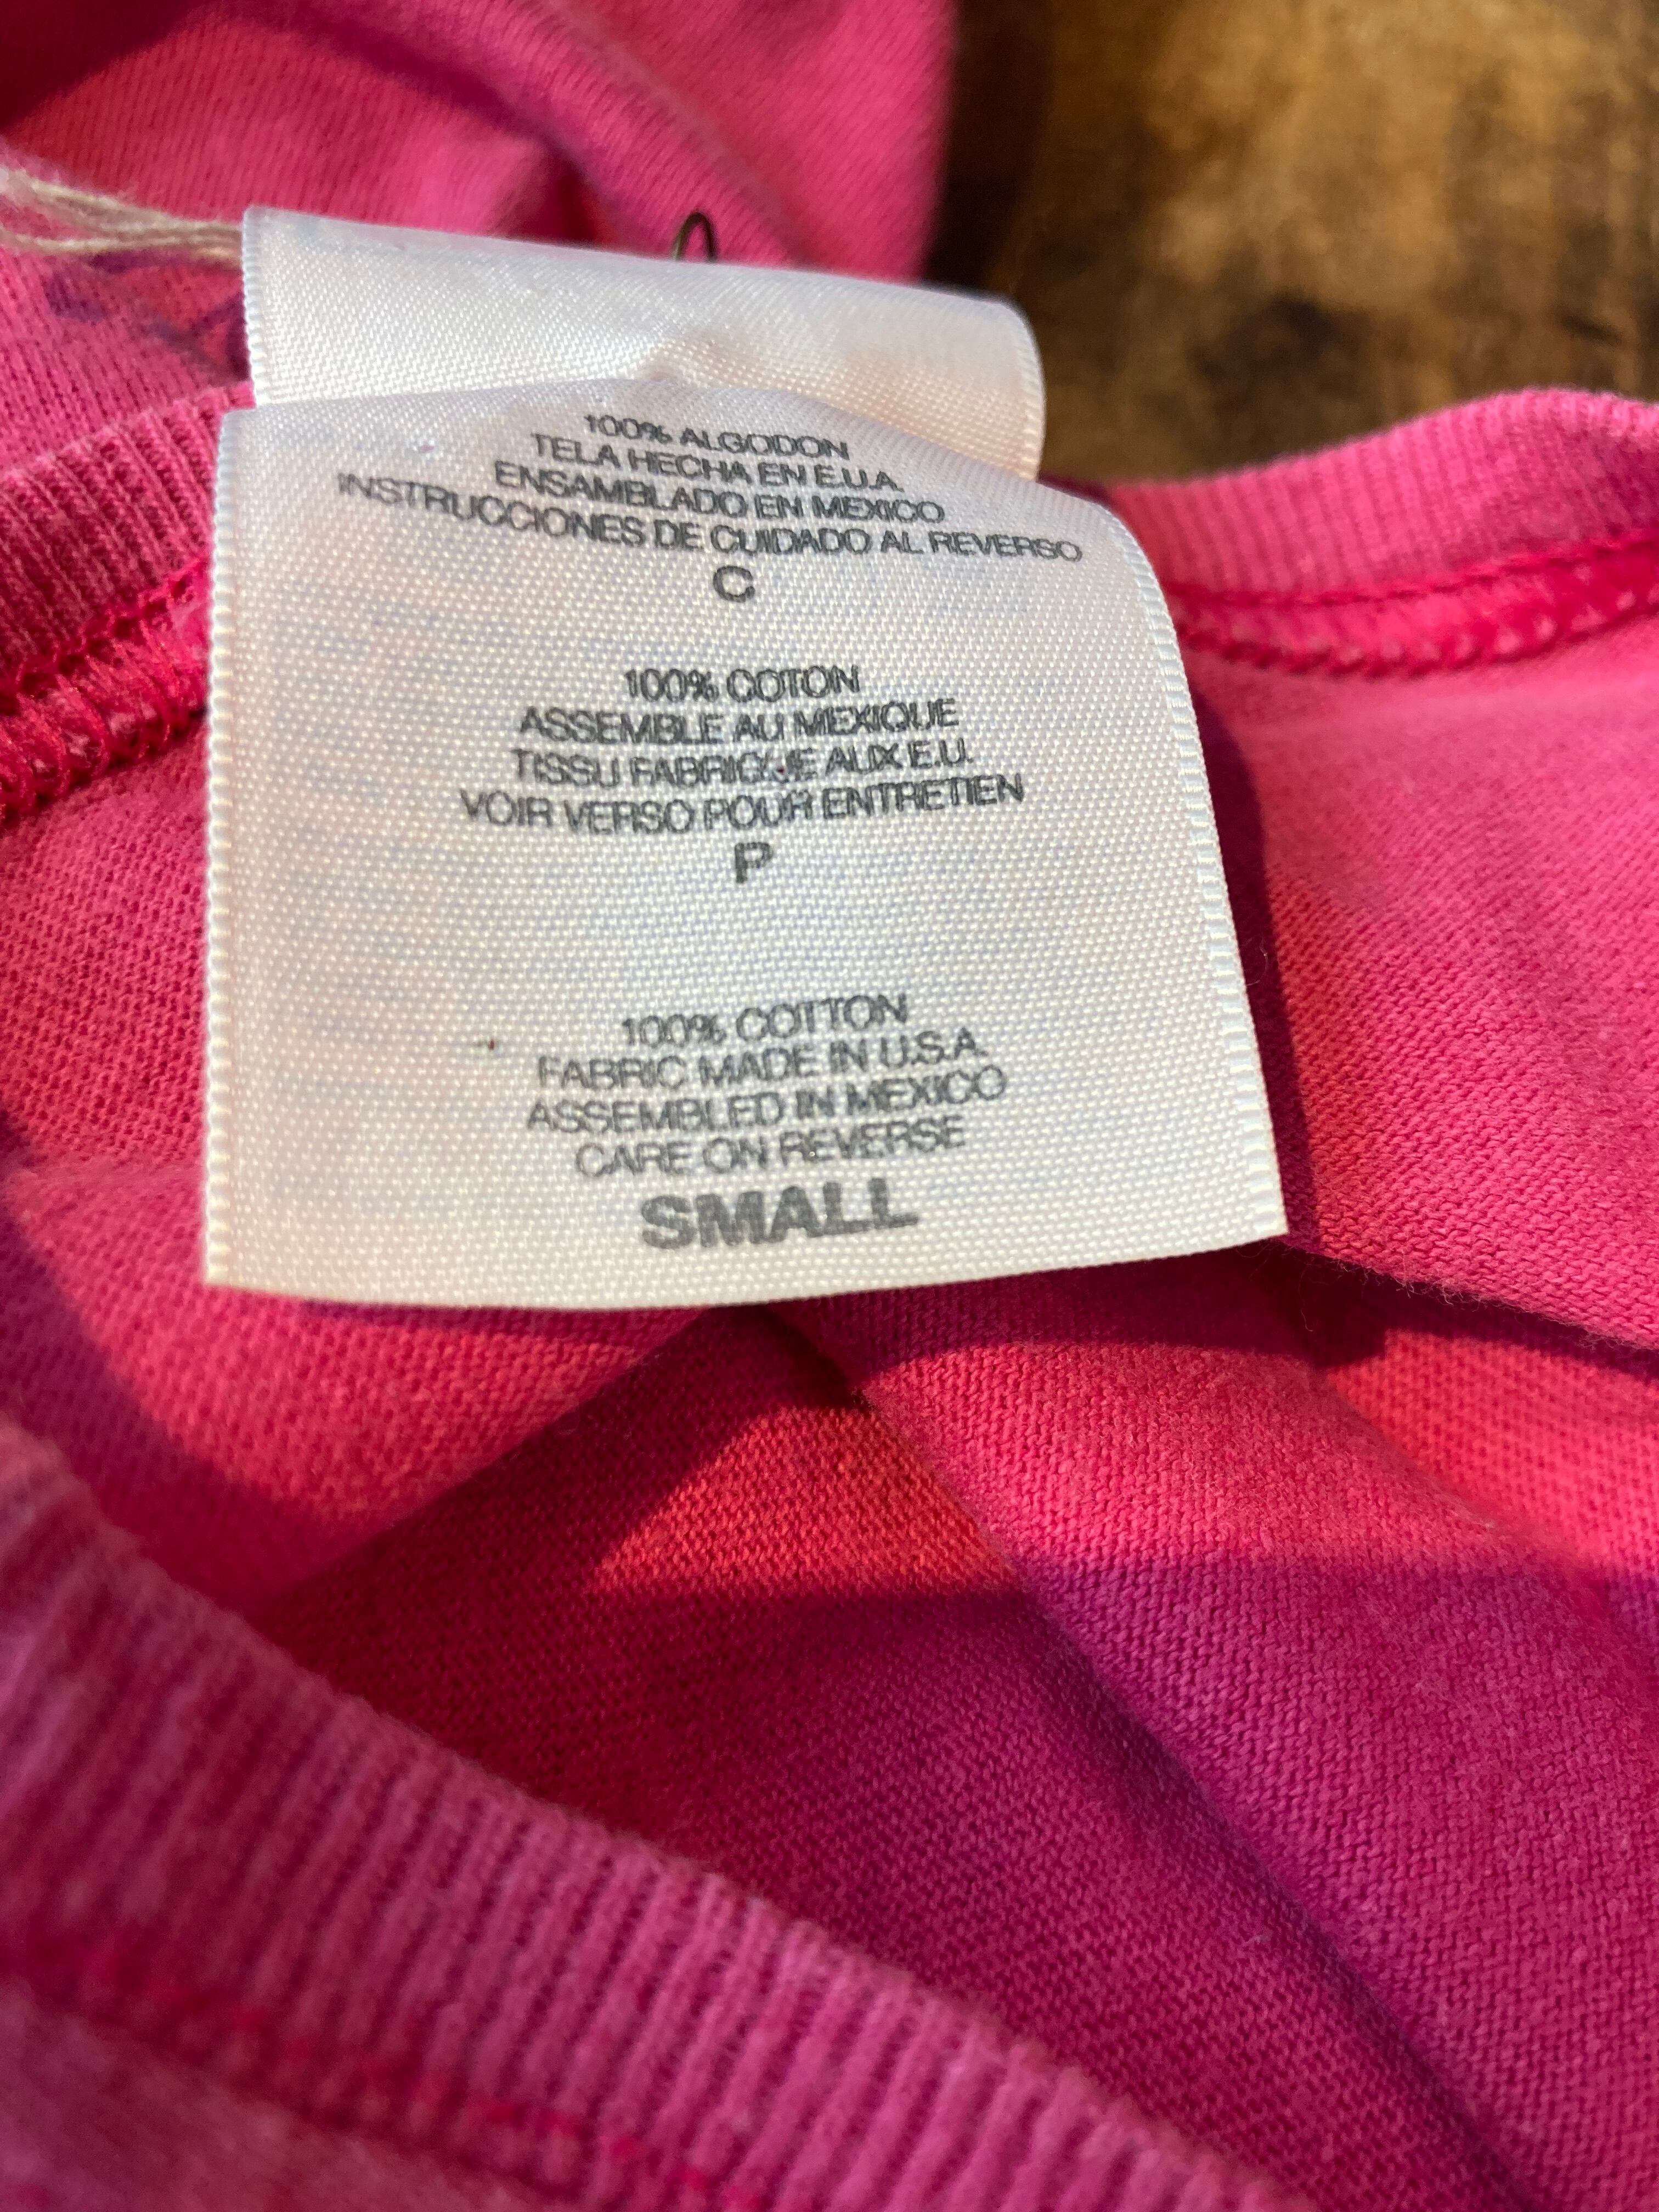 100% ALGODON
TELA HECHA EN E.U.A.
ENSAMBLADO EN MEXICO
INSTRUCCIONES DE CUIDADO AL REVERSO
C
100% COTON
ASSEMBLE AU MEXIQUE
TISSU FABRIQUE AUX E.U.
VOIR VERSO POUR ENTRETIEN
P
100% COTTON
FABRIC MADE IN U.S.A.
ASSEMBLED IN MEXICO
CARE ON REVERSE
SMALL